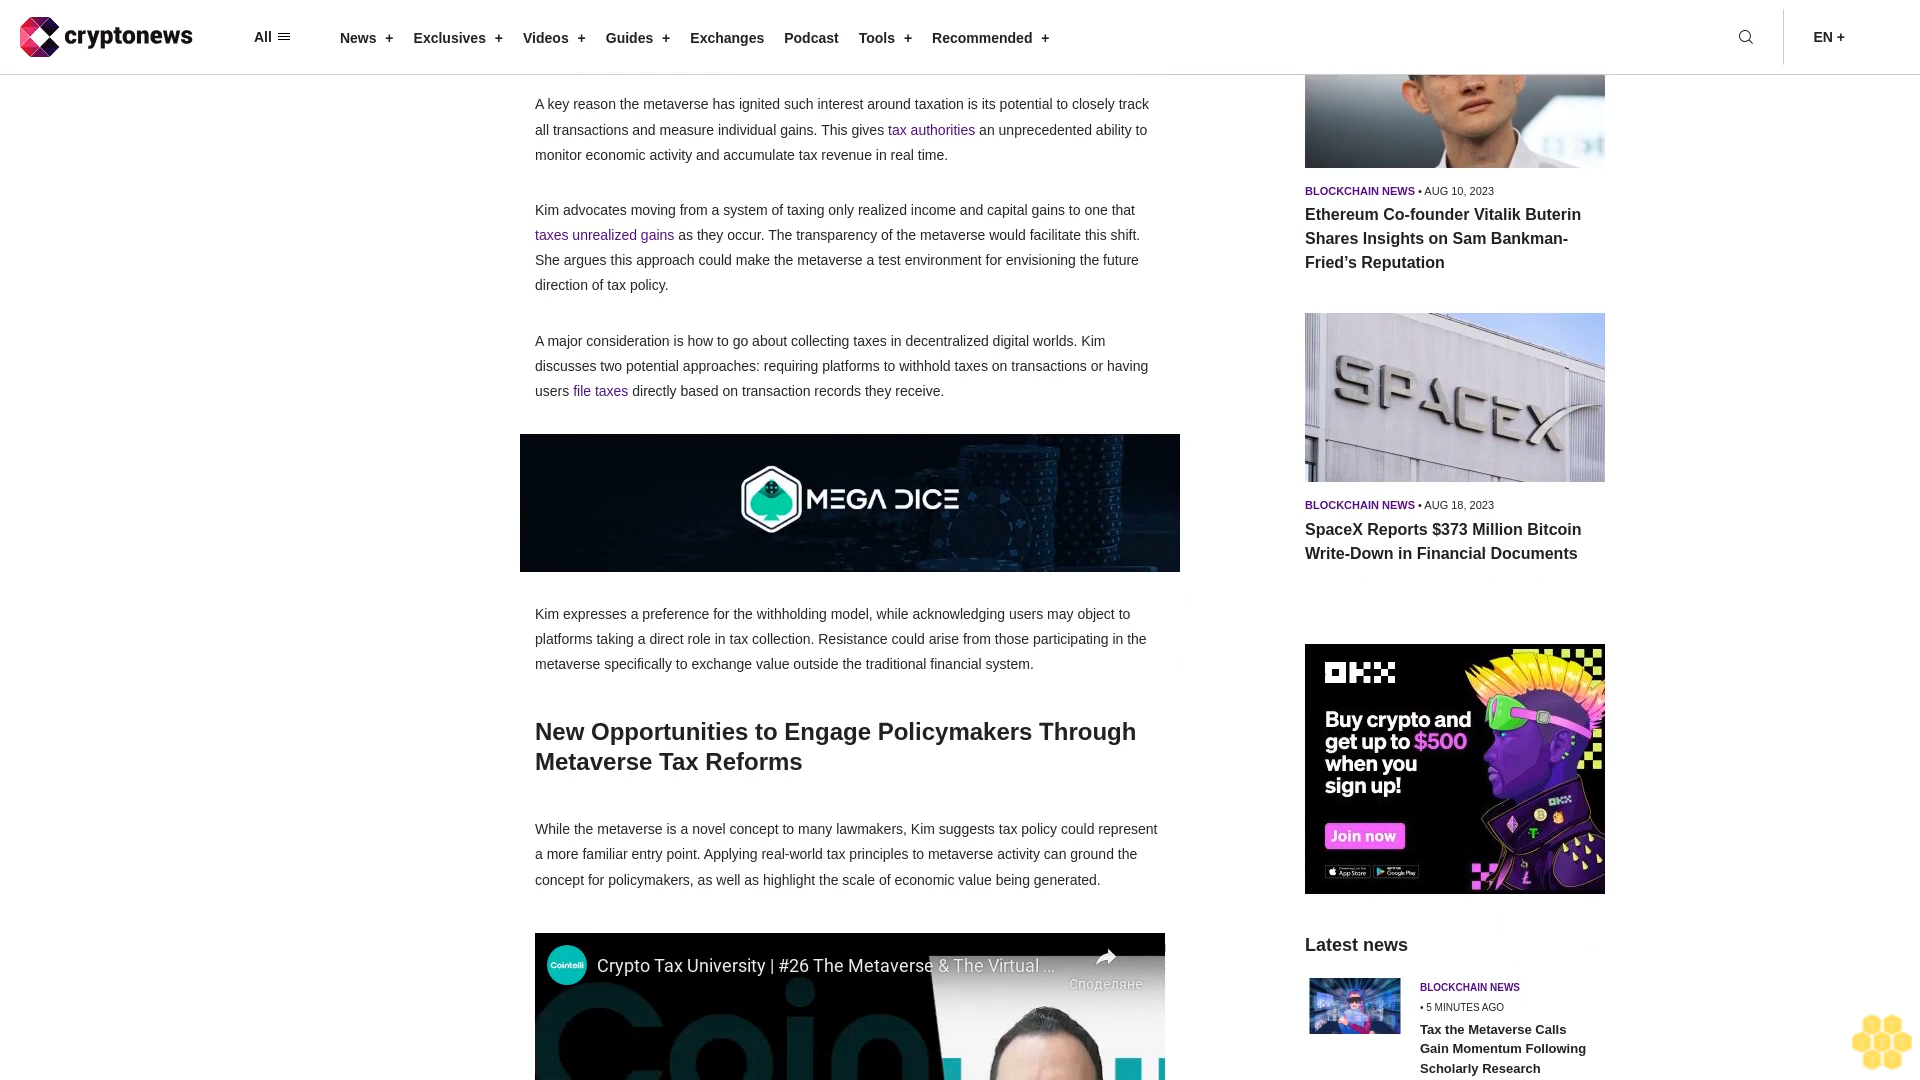 cryptonews
All
News +
Exclusives +
Videos +
Guides +
Exchanges
Podcast
Tools +
Recommended +
EN +
A key reason the metaverse has ignited such interest around taxation is its potential to closely track
all transactions and measure individual gains. This gives tax authorities an unprecedented ability to
monitor economic activity and accumulate tax revenue in real time.
Kim advocates moving from a system of taxing only realized income and capital gains to one that
taxes unrealized gains as they occur. The transparency of the metaverse would facilitate this shift.
She argues this approach could make the metaverse a test environment for envisioning the future
direction of tax policy.
A major consideration is how to go about collecting taxes in decentralized digital worlds. Kim
discusses two potential approaches: requiring platforms to withhold taxes on transactions or having
users file taxes directly based on transaction records they receive.
MEGA DICE
Kim expresses a preference for the withholding model, while acknowledging users may object to
platforms taking a direct role in tax collection. Resistance could arise from those participating in the
metaverse specifically to exchange value outside the traditional financial system.
New Opportunities to Engage Policymakers Through
Metaverse Tax Reforms
While the metaverse is a novel concept to many lawmakers, Kim suggests tax policy could represent
a more familiar entry point. Applying real-world tax principles to metaverse activity can ground the
concept for policymakers, as well as highlight the scale of economic value being generated.
Cointelli
Crypto Tax University | #26 The Metaverse & The Virtual ...
Споделяне
Coin
BLOCKCHAIN NEWS • AUG 10, 2023
Ethereum Co-founder Vitalik Buterin
Shares Insights on Sam Bankman-
Fried’s Reputation
SPACEX
BLOCKCHAIN NEWS • AUG 18, 2023
SpaceX Reports $373 Million Bitcoin
Write-Down in Financial Documents
OKX
Buy crypto and
get up to $500
when you
sign up!
OKX
Join now
App Store
Google Play
Latest news
BLOCKCHAIN NEWS
• 5 MINUTES AGO
Tax the Metaverse Calls
Gain Momentum Following
Scholarly Research